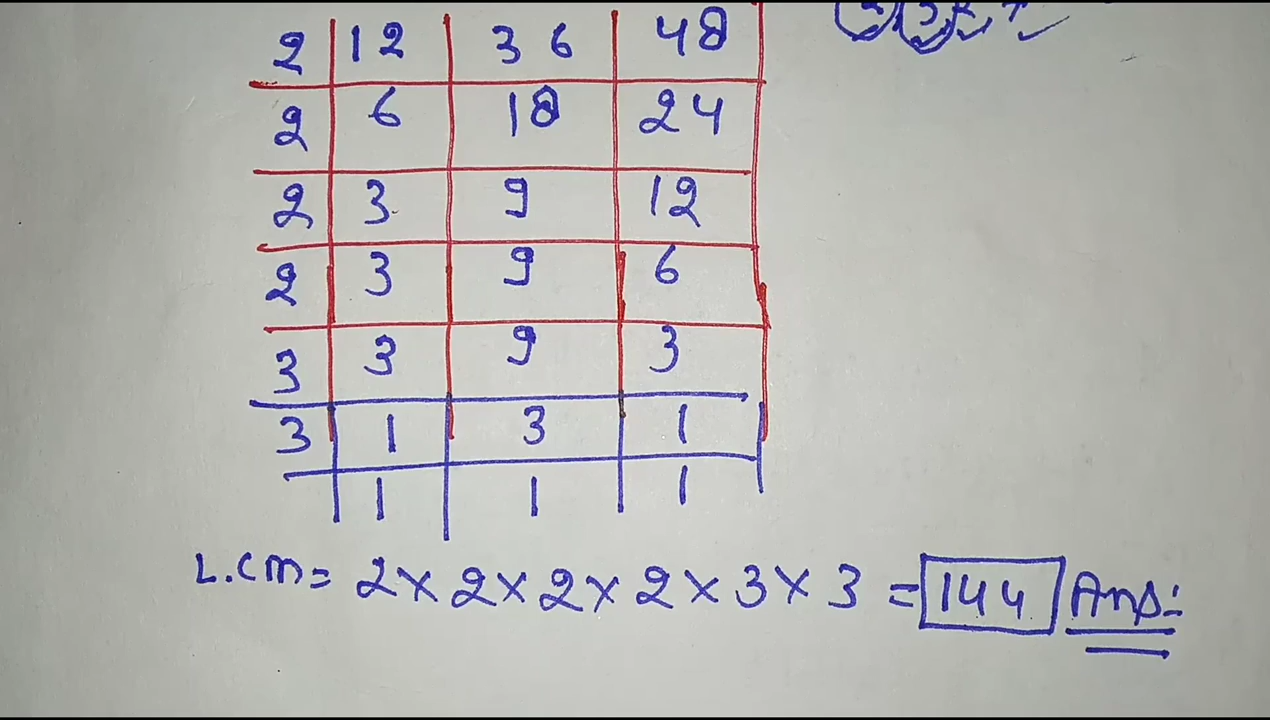 2 12 36 48
2 6 18 24
2 3 9 12
2 3 9 6
3 3 9 3
3 1 3 1
1 1 1
L.CM= 2×2×2×2×3×3 = 144 Ans: